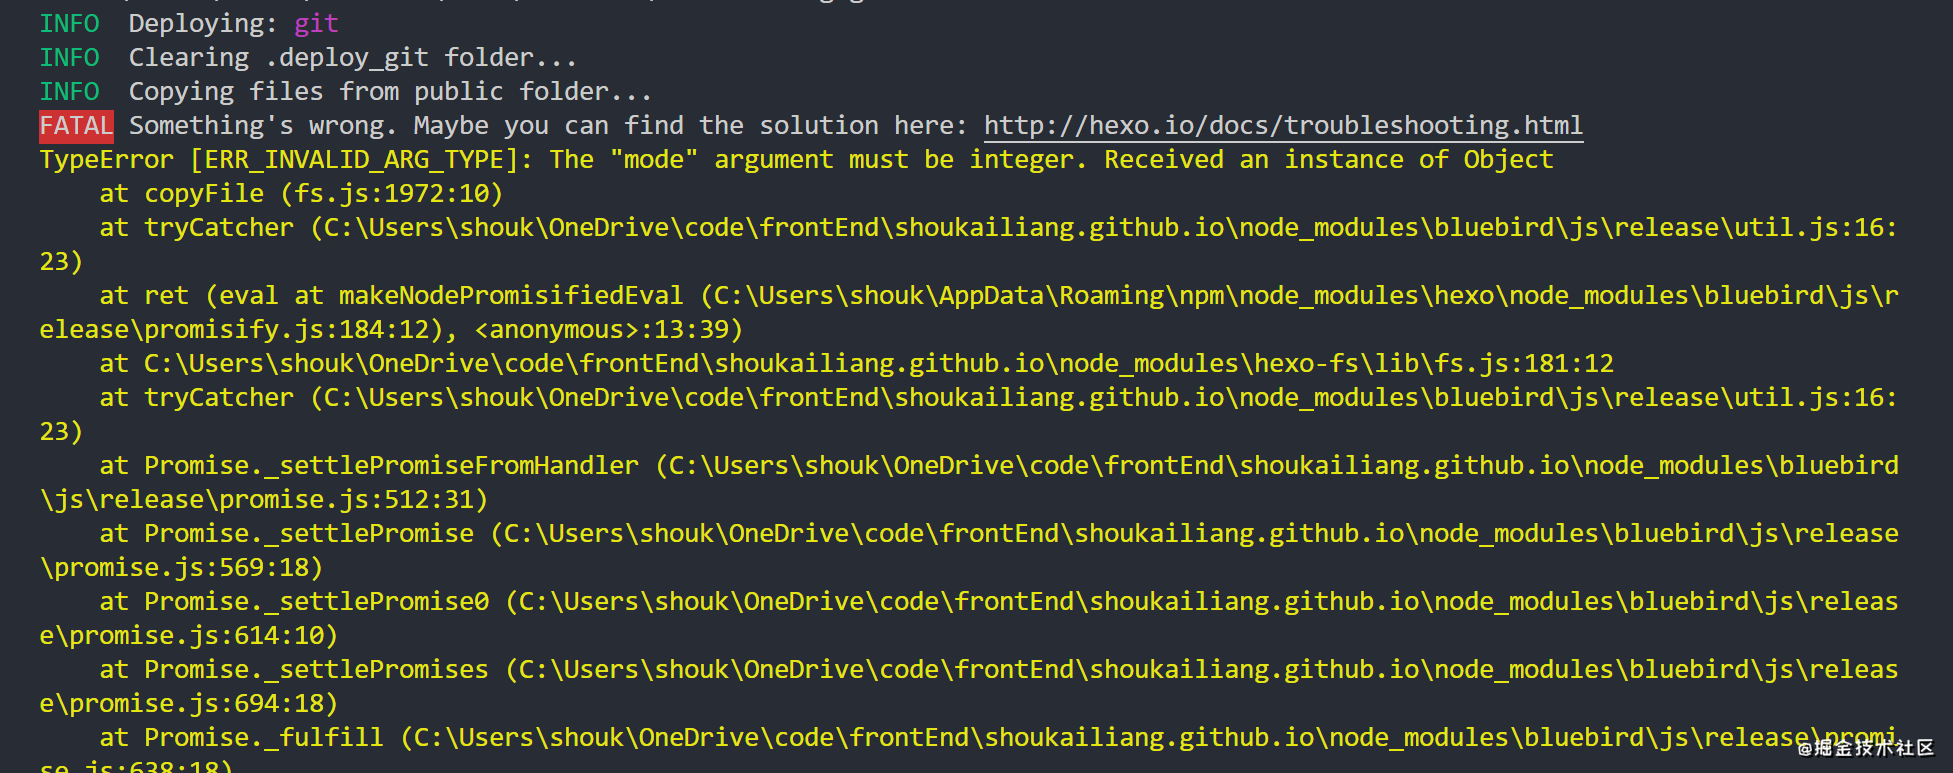 INFO  Deploying: git
INFO  Clearing .deploy_git folder...
INFO  Copying files from public folder...
FATAL Something's wrong. Maybe you can find the solution here: http://hexo.io/docs/troubleshooting.html
TypeError [ERR_INVALID_ARG_TYPE]: The "mode" argument must be integer. Received an instance of Object
    at copyFile (fs.js:1972:10)
    at tryCatcher (C:\Users\shouk\OneDrive\code\frontEnd\shoukailiang.github.io\node_modules\bluebird\js\release\util.js:16:
23)
    at ret (eval at makeNodePromisifiedEval (C:\Users\shouk\AppData\Roaming\npm\node_modules\hexo\node_modules\bluebird\js\r
elease\promisify.js:184:12), <anonymous>:13:39)
    at C:\Users\shouk\OneDrive\code\frontEnd\shoukailiang.github.io\node_modules\hexo-fs\lib\fs.js:181:12
    at tryCatcher (C:\Users\shouk\OneDrive\code\frontEnd\shoukailiang.github.io\node_modules\bluebird\js\release\util.js:16:
23)
    at Promise._settlePromiseFromHandler (C:\Users\shouk\OneDrive\code\frontEnd\shoukailiang.github.io\node_modules\bluebird
\js\release\promise.js:512:31)
    at Promise._settlePromise (C:\Users\shouk\OneDrive\code\frontEnd\shoukailiang.github.io\node_modules\bluebird\js\release
\promise.js:569:18)
    at Promise._settlePromise0 (C:\Users\shouk\OneDrive\code\frontEnd\shoukailiang.github.io\node_modules\bluebird\js\releas
e\promise.js:614:10)
    at Promise._settlePromises (C:\Users\shouk\OneDrive\code\frontEnd\shoukailiang.github.io\node_modules\bluebird\js\releas
e\promise.js:694:18)
    at Promise._fulfill (C:\Users\shouk\OneDrive\code\frontEnd\shoukailiang.github.io\node_modules\bluebird\js\release\promi
se.js:638:18)
@掘金技术社区